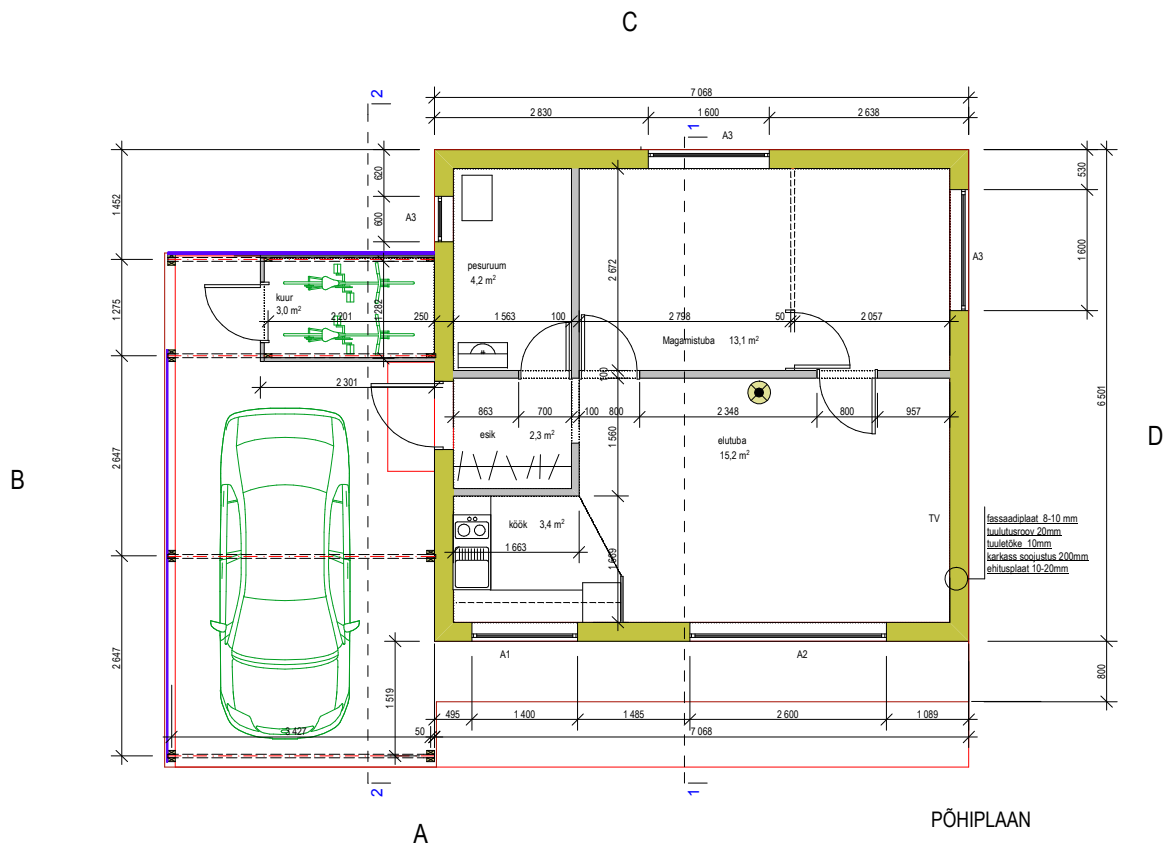 C
2
7 068
2 830
1 600
2 638
1
A3
620
530
1 452
600
A3
1 600
A3
pesuruum
4,2 m²
2 672
kuur
3,0 m²
1 275
1 282
2 201
250
1 563
100
2 798
50
2 057
Magamistuba 13,1 m²
100
2 301
6 501
863
700
100
800
2 348
800
957
esik 2,3 m²
1 560
elutuba
15,2 m²
D
B
2 647
TV
fassaadiplaat 8-10 mm
tuulutusroov 20mm
tuuletõke 10mm
karkass soojustus 200mm
ehitusplaat 10-20mm
köök 3,4 m²
1 663
2 647
A1
A2
800
1 519
495
1 400
1 485
2 600
1 089
3 427
50
7 068
2
1
A
PÕHIPLAAN